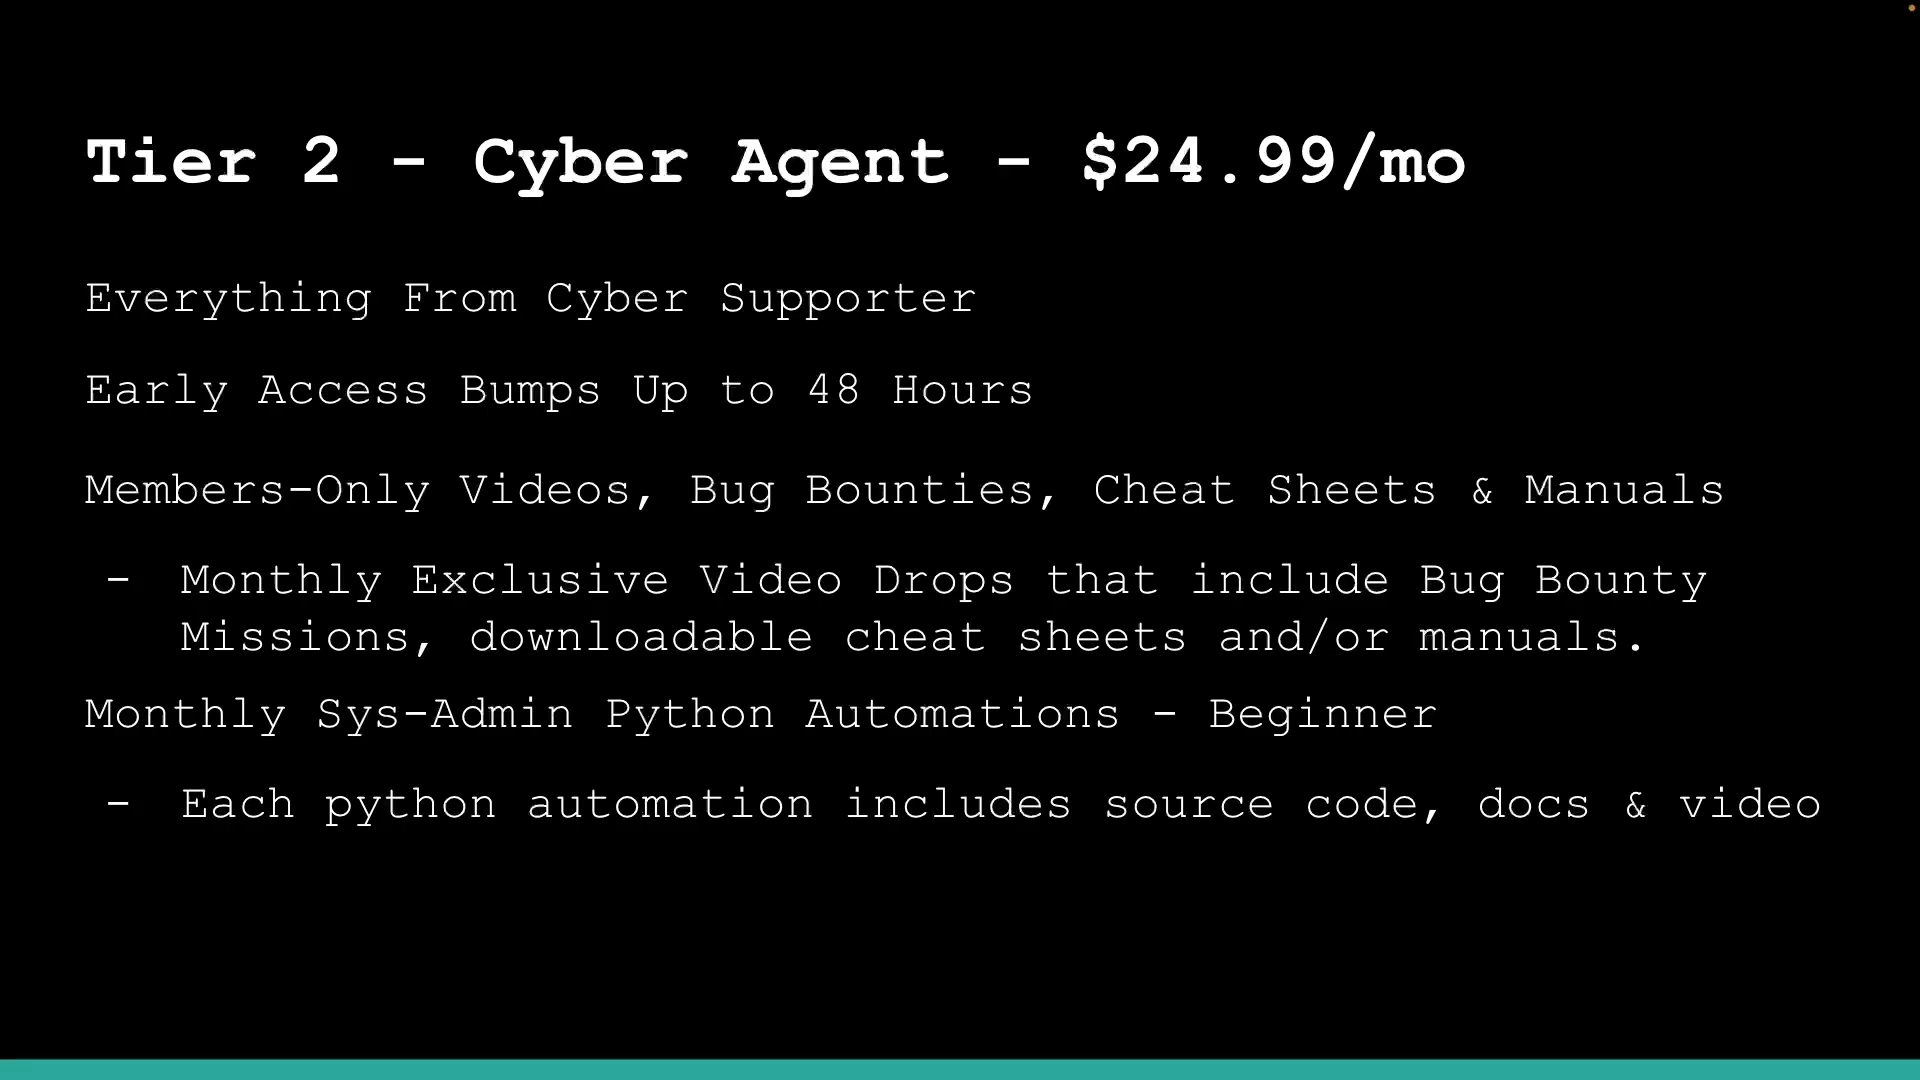 Tier 2 - Cyber Agent - $24.99/mo
Everything From Cyber Supporter
Early Access Bumps Up to 48 Hours
Members-Only Videos, Bug Bounties, Cheat Sheets & Manuals
- Monthly Exclusive Video Drops that include Bug Bounty
Missions, downloadable cheat sheets and/or manuals.
Monthly Sys-Admin Python Automations - Beginner
- Each python automation includes source code, docs & video